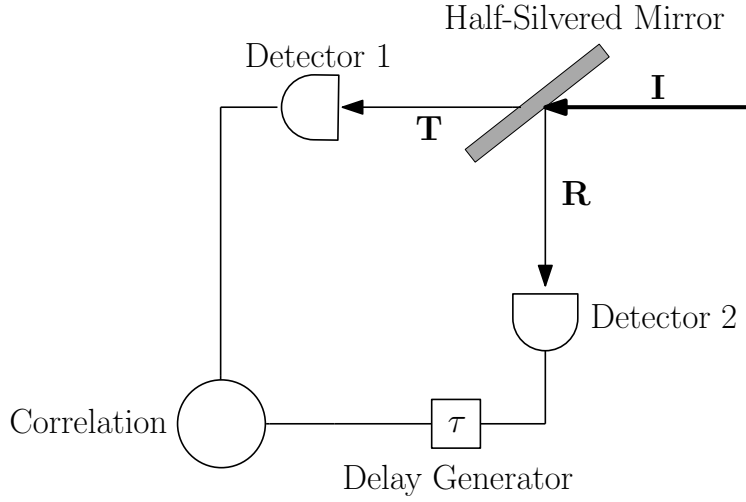 Half-Silvered Mirror
Detector 1
I
T
R
Detector 2
Correlation
τ
Delay Generator